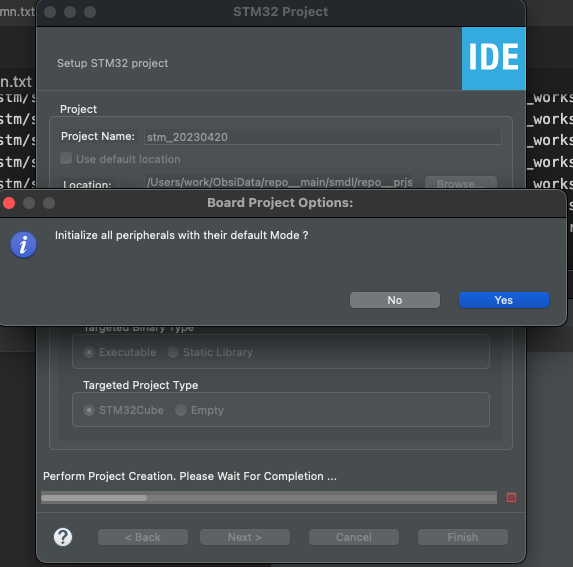 mn.txt
STM32 Project
Setup STM32 project
IDE
n.txt
Project
stm/s
_works
Project Name:
stm_20230420
stm/s
_works
Use default location
stm/s
_works
Location:
/Users/work/ObsiData/repo__main/smdl/repo__prjs
Browse...
stm/s
_works
Board Project Options:
i
Initialize all peripherals with their default Mode ?
No
Yes
Targeted Binary Type
Executable
Static Library
Targeted Project Type
STM32Cube
Empty
Perform Project Creation. Please Wait For Completion ...
?
< Back
Next >
Cancel
Finish